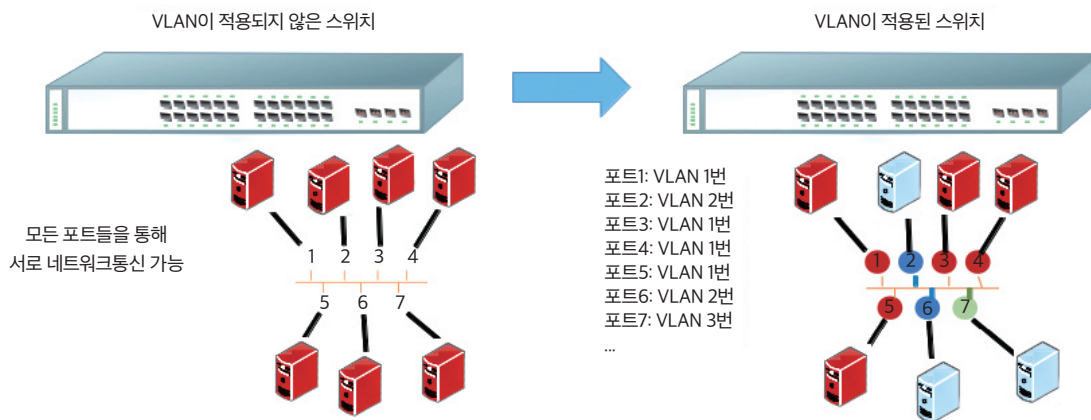 VLAN이 적용되지 않은 스위치
VLAN이 적용된 스위치
모든 포트들을 통해
서로 네트워크통신 가능
1 2 3 4
5 6 7
포트1: VLAN 1번
포트2: VLAN 2번
포트3: VLAN 1번
포트4: VLAN 1번
포트5: VLAN 1번
포트6: VLAN 2번
포트7: VLAN 3번
...
1 2 3 4
5 6 7